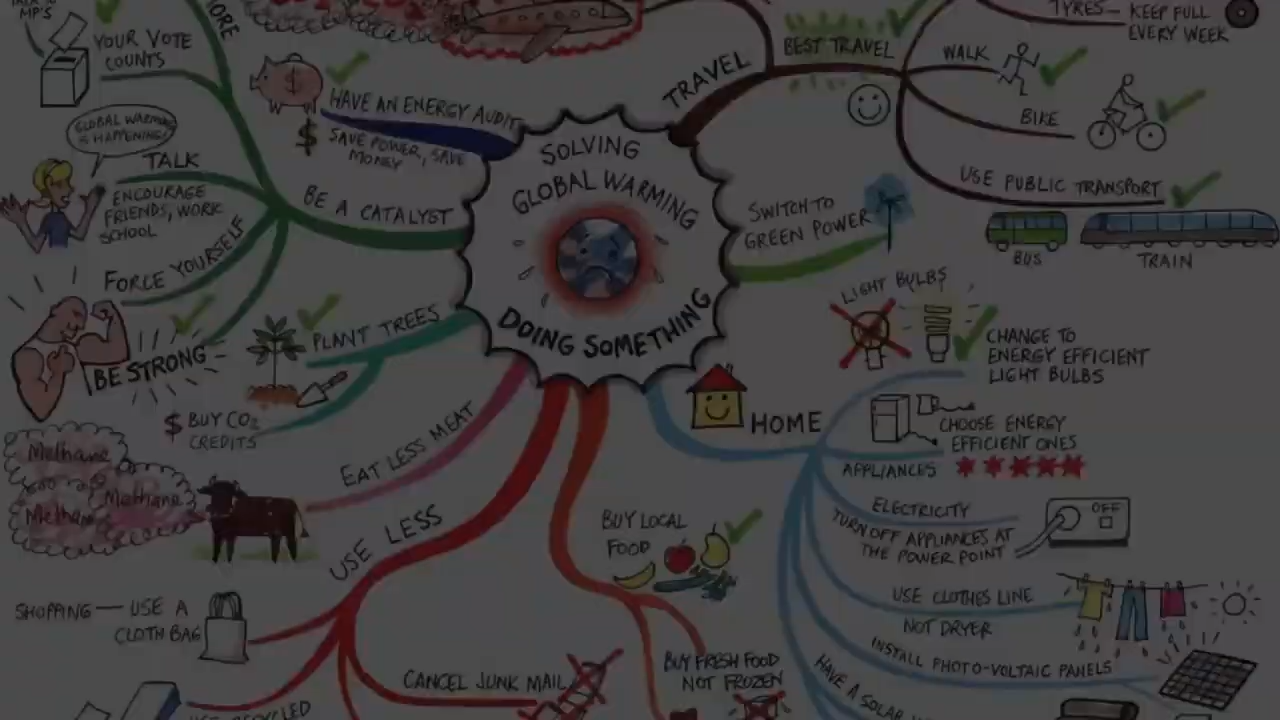 MP'S
YOUR VOTE
COUNTS
MORE
GLOBAL WARMING
IS HAPPENING!
TALK
ENCOURAGE
FRIENDS, WORK
SCHOOL
FORCE YOURSELF
BE STRONG
BE A CATALYST
$
HAVE AN ENERGY AUDIT
$
SAVE POWER, SAVE
MONEY
SOLVING
GLOBAL WARMING
DOING SOMETHING
TRAVEL
BEST TRAVEL
TYRES — KEEP FULL
EVERY WEEK
WALK
BIKE
USE PUBLIC TRANSPORT
BUS
TRAIN
SWITCH TO
GREEN POWER
LIGHT BULBS
CHANGE TO
ENERGY EFFICIENT
LIGHT BULBS
HOME
CHOOSE ENERGY
EFFICIENT ONES
APPLIANCES
ELECTRICITY
TURN OFF APPLIANCES AT
THE POWER POINT
OFF
USE CLOTHES LINE
NOT DRYER
INSTALL PHOTO-VOLTAIC PANELS
HAVE A SOLAR
PLANT TREES
$ BUY CO2
CREDITS
EAT LESS MEAT
Methane
Methane
Methan
USE LESS
SHOPPING — USE A
CLOTH BAG
USE RECYCLED
CANCEL JUNK MAIL
BUY LOCAL
FOOD
BUY FRESH FOOD
NOT FROZEN